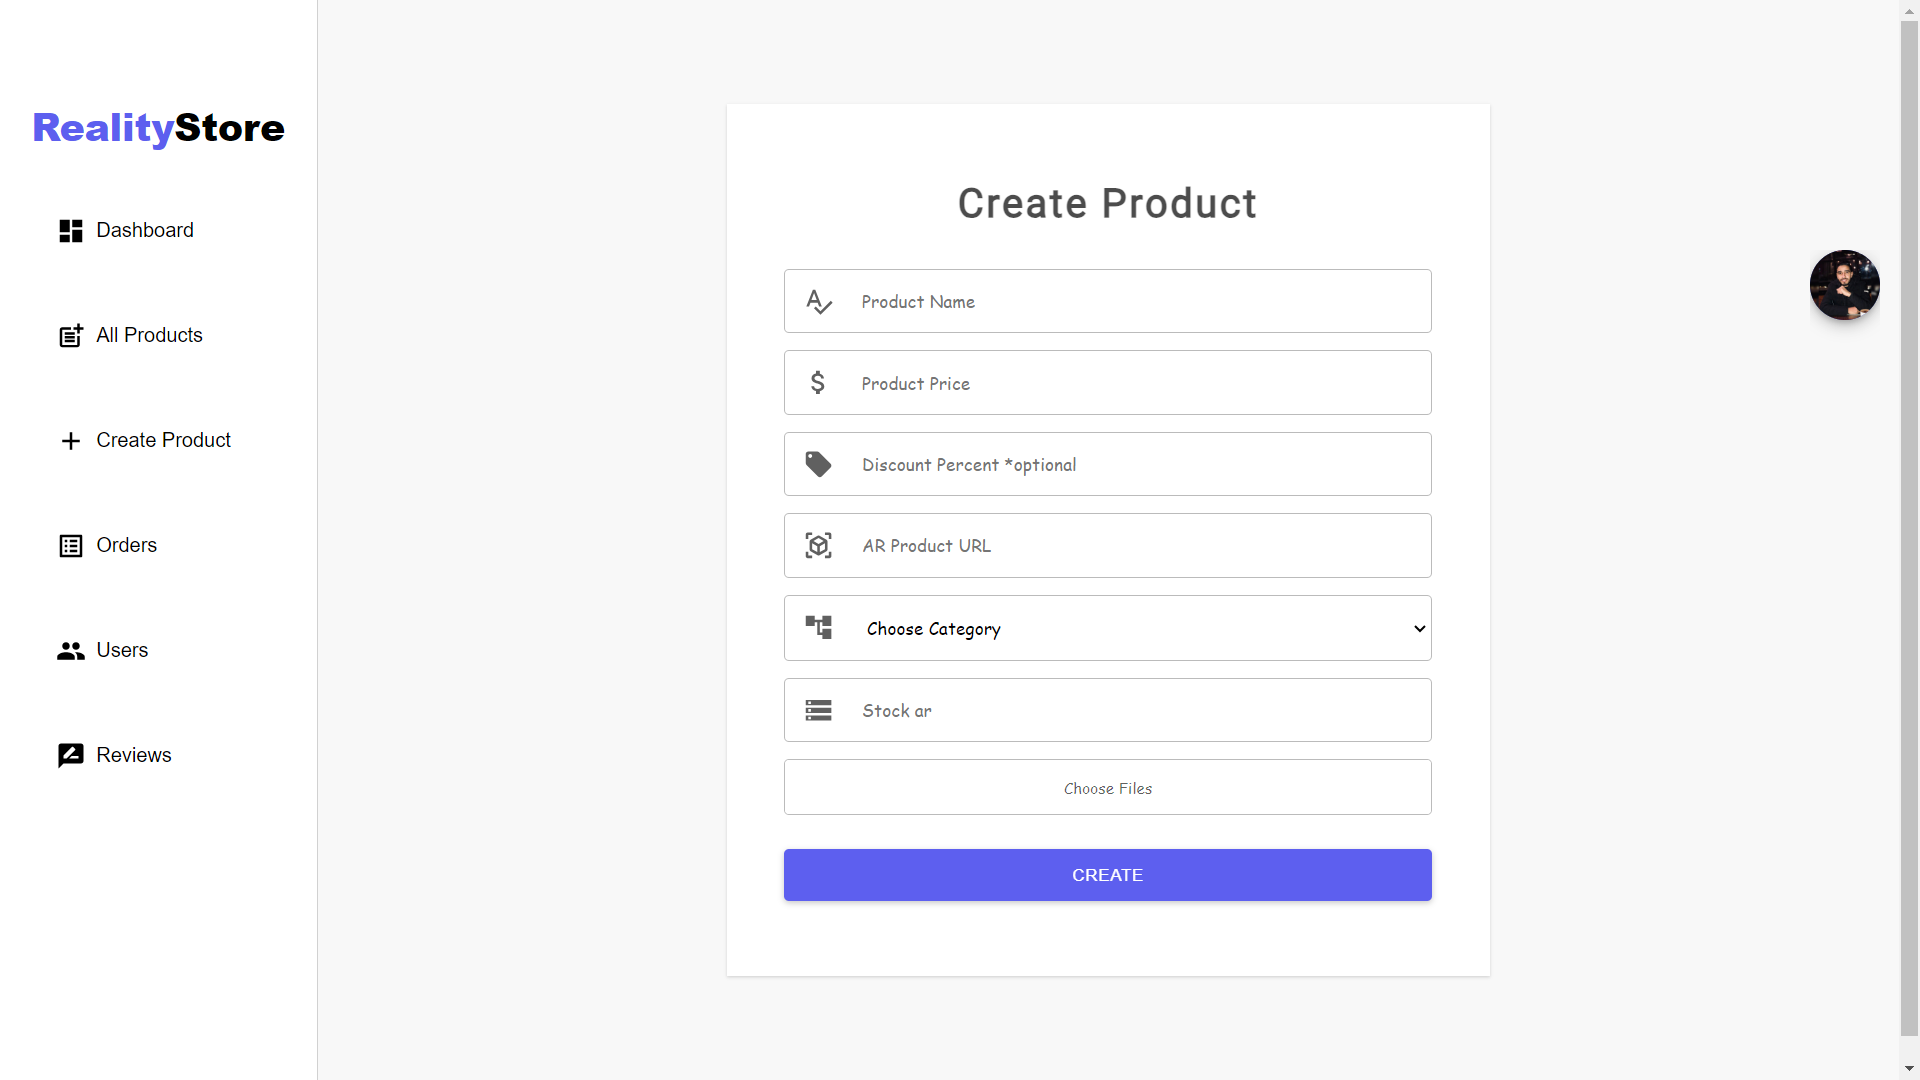 RealityStore
Dashboard
All Products
Create Product
Orders
Users
Reviews
Create Product
Product Name
Product Price
Discount Percent *optional
AR Product URL
Choose Category
Stock ar
Choose Files
CREATE